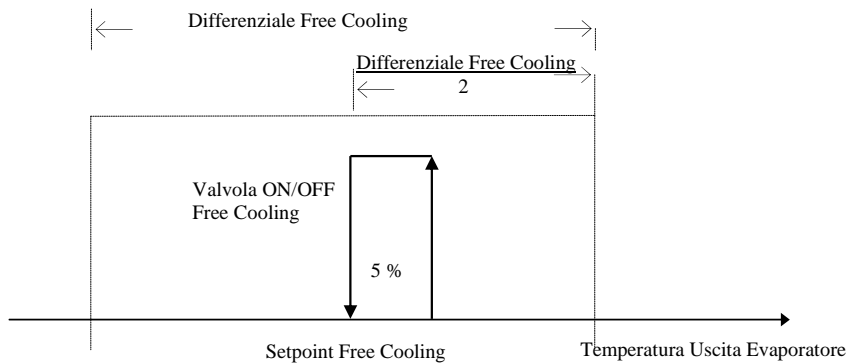 Differenziale Free Cooling
Differenziale Free Cooling
2
Valvola ON/OFF
Free Cooling
5 %
Setpoint Free Cooling
Temperatura Uscita Evaporatore